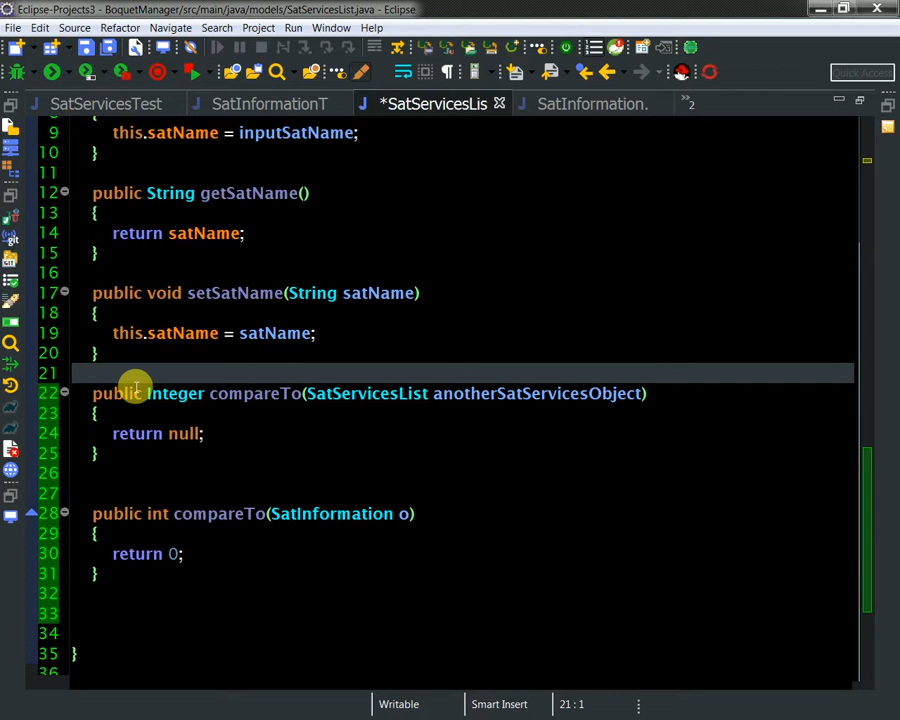 Eclipse-Projects3 - BoquetManager/src/main/java/models/SatServicesList.java - Eclipse
File Edit Source Refactor Navigate Search Project Run Window Help
Quick Access
SatServicesTest SatInformationT *SatServicesLis SatInformation. »2
9 this.satName = inputSatName;
10 }
11
12 public String getSatName()
13 {
14 return satName;
15 }
16
17 public void setSatName(String satName)
18 {
19 this.satName = satName;
20 }
21
22 public Integer compareTo(SatServicesList anotherSatServicesObject)
23 {
24 return null;
25 }
26
27
28 public int compareTo(SatInformation o)
29 {
30 return 0;
31 }
32
33
34
35 }
36
Writable Smart Insert 21 : 1